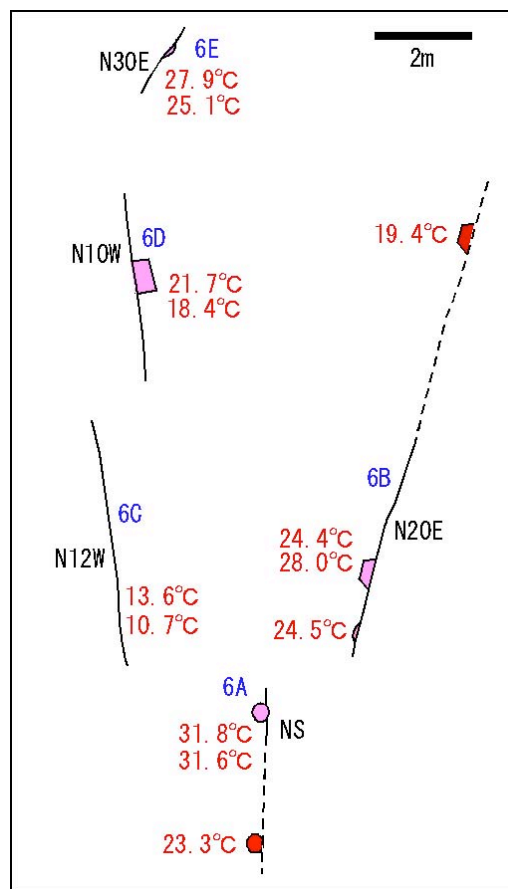 6E
N30E
27.9℃
25.1℃
2m
6D
N10W
21.7℃
18.4℃
19.4℃
6C
N12W
13.6℃
10.7℃
6B
N20E
24.4℃
28.0℃
24.5℃
6A
NS
31.8℃
31.6℃
23.3℃